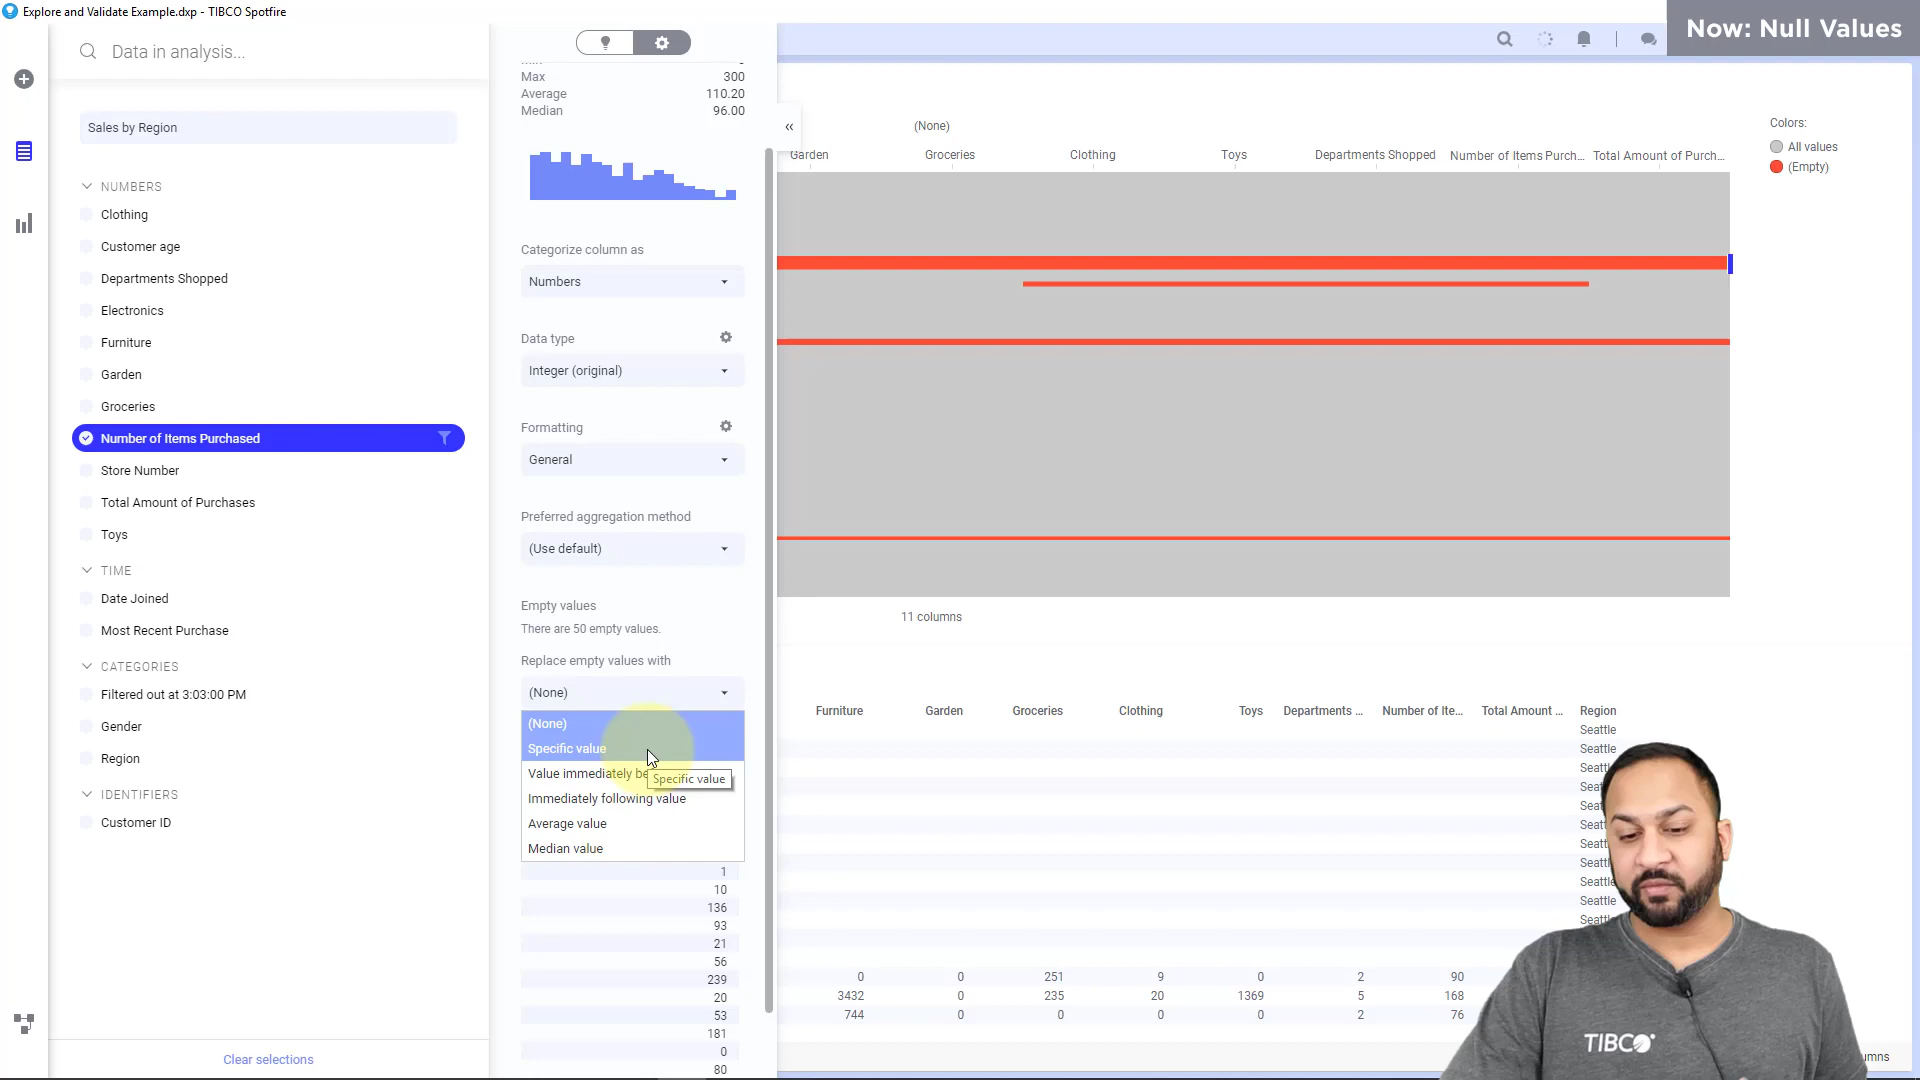 Explore and Validate Example.dxp - TIBCO Spotfire
Now: Null Values
Data in analysis...
Sales by Region
NUMBERS
Clothing
Customer age
Departments Shopped
Electronics
Furniture
Garden
Groceries
Number of Items Purchased
Store Number
Total Amount of Purchases
Toys
TIME
Date Joined
Most Recent Purchase
CATEGORIES
Filtered out at 3:03:00 PM
Gender
Region
IDENTIFIERS
Customer ID
Clear selections
Max 300
Average 110.20
Median 96.00
Categorize column as
Numbers
Data type
Integer (original)
Formatting
General
Preferred aggregation method
(Use default)
Empty values
There are 50 empty values.
Replace empty values with
(None)
(None)
Specific value
Value immediately be
Specific value
Immediately following value
Average value
Median value
1
10
136
93
21
56
239
20
53
181
0
80
(None)
Garden Groceries Clothing Toys Departments Shopped Number of Items Purch... Total Amount of Purch...
Colors:
All values
(Empty)
11 columns
Furniture Garden Groceries Clothing Toys Departments ... Number of Ite... Total Amount ... Region
Seattle
Seattle
Seattle
Seattle
Seattle
Seattle
Seattle
Seattle
0 0 251 9 0 2 90
3432 0 235 20 1369 5 168
744 0 0 0 0 2 76
TIBCO